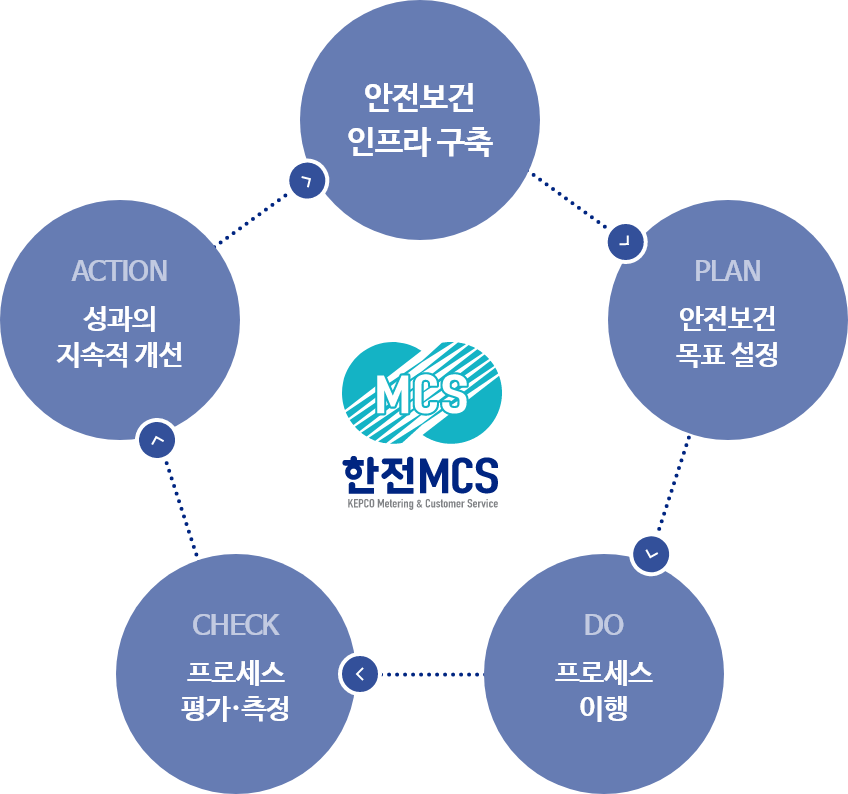 안전보건
인프라 구축
PLAN
안전보건
목표 설정
DO
프로세스
이행
CHECK
프로세스
평가·측정
ACTION
성과의
지속적 개선
MCS
한전MCS
KEPCO Metering & Customer Service